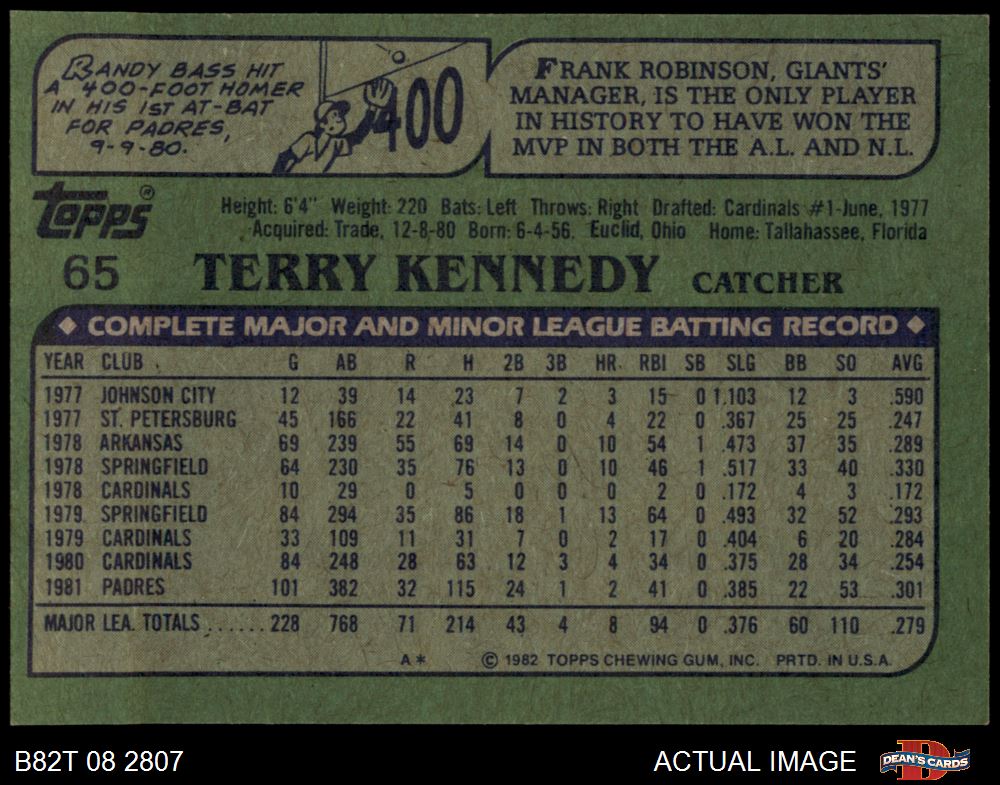 RANDY BASS HIT
A 400-FOOT HOMER
IN HIS 1ST AT-BAT
FOR PADRES,
9-9-80.
400
FRANK ROBINSON, GIANTS'
MANAGER, IS THE ONLY PLAYER
IN HISTORY TO HAVE WON THE
MVP IN BOTH THE A.L. AND N.L.
Topps®
Height: 6'4" Weight: 220 Bats: Left Throws: Right Drafted: Cardinals #1-June, 1977
Acquired: Trade, 12-8-80 Born: 6-4-56, Euclid, Ohio Home: Tallahassee, Florida
65 TERRY KENNEDY CATCHER
◆ COMPLETE MAJOR AND MINOR LEAGUE BATTING RECORD ◆
YEAR CLUB G AB R H 2B 3B HR RBI SB SLG BB SO AVG
1977 JOHNSON CITY 12 39 14 23 7 2 3 15 0 1.103 12 3 .590
1977 ST. PETERSBURG 45 166 22 41 8 0 4 22 0 .367 25 25 .247
1978 ARKANSAS 69 239 55 69 14 0 10 54 1 .473 37 35 .289
1978 SPRINGFIELD 64 230 35 76 13 0 10 46 1 .517 33 40 .330
1978 CARDINALS 10 29 0 5 0 0 0 2 0 .172 4 3 .172
1979 SPRINGFIELD 84 294 35 86 18 1 13 64 0 .493 32 52 .293
1979 CARDINALS 33 109 11 31 7 0 2 17 0 .404 6 20 .284
1980 CARDINALS 84 248 28 63 12 3 4 34 0 .375 28 34 .254
1981 PADRES 101 382 32 115 24 1 2 41 0 .385 22 53 .301
MAJOR LEA. TOTALS ...... 228 768 71 214 43 4 8 94 0 .376 60 110 .279
A* © 1982 TOPPS CHEWING GUM, INC. PRTD. IN U.S.A.
B82T 08 2807 ACTUAL IMAGE D DEAN'S CARDS